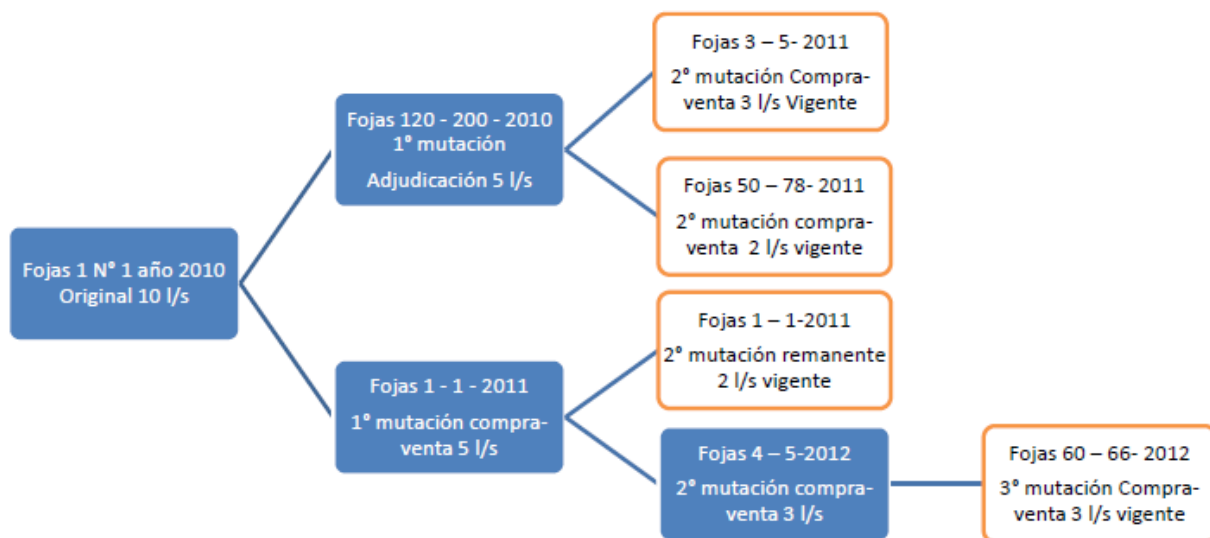 Fojas 1 N° 1 año 2010
Original 10 l/s
Fojas 120 - 200 - 2010
1° mutación
Adjudicación 5 l/s
Fojas 1 - 1 - 2011
1° mutación compra-
venta 5 l/s
Fojas 3 – 5- 2011
2° mutación Compra-
venta 3 l/s Vigente
Fojas 50 – 78- 2011
2° mutación compra-
venta  2 l/s vigente
Fojas 1 – 1-2011
2° mutación remanente
2 l/s vigente
Fojas 4 – 5-2012
2° mutación compra-
venta 3 l/s
Fojas 60 – 66- 2012
3° mutación Compra-
venta 3 l/s vigente